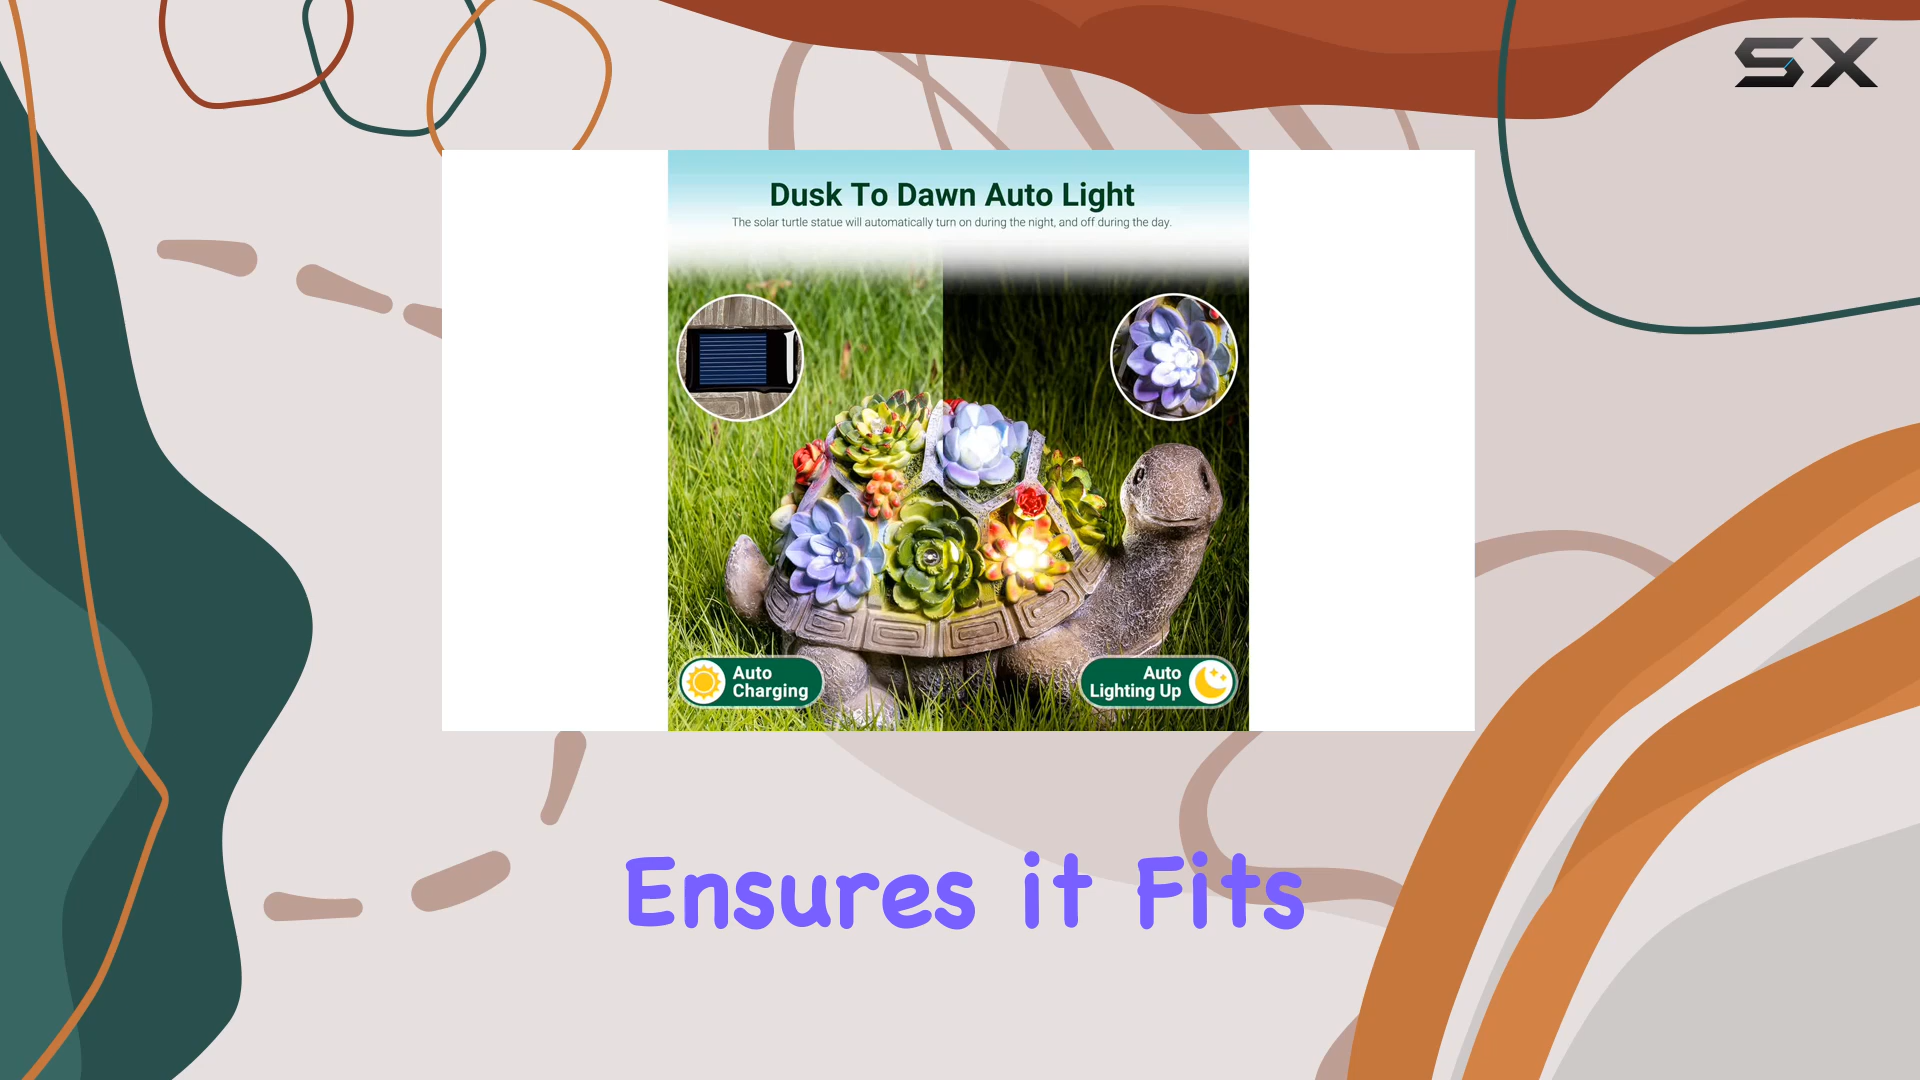 SX
Dusk To Dawn Auto Light
The solar turtle statue will automatically turn on during the night, and off during the day.
Auto
Charging
Auto
Lighting Up
Ensures it Fits